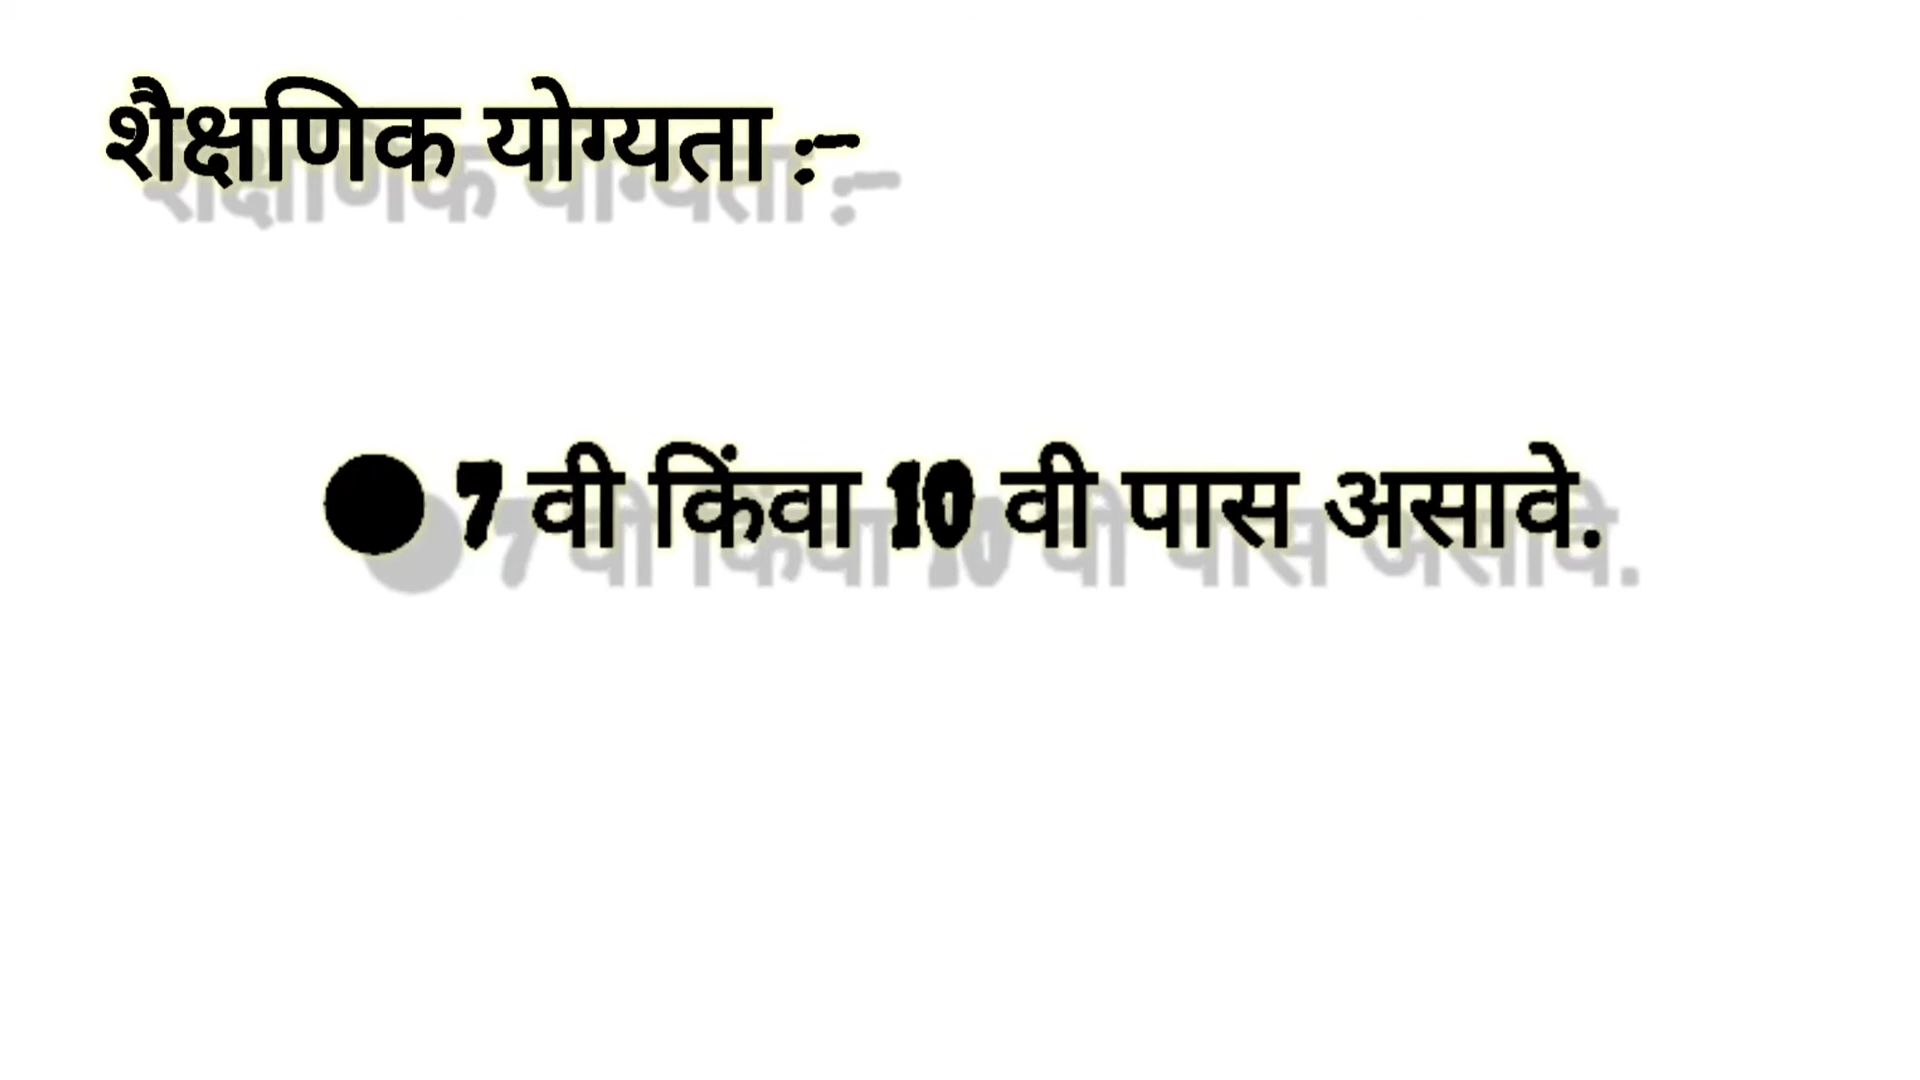 शैक्षणिक योग्यता :-
● 7 वी किंवा 10 वी पास असावे.